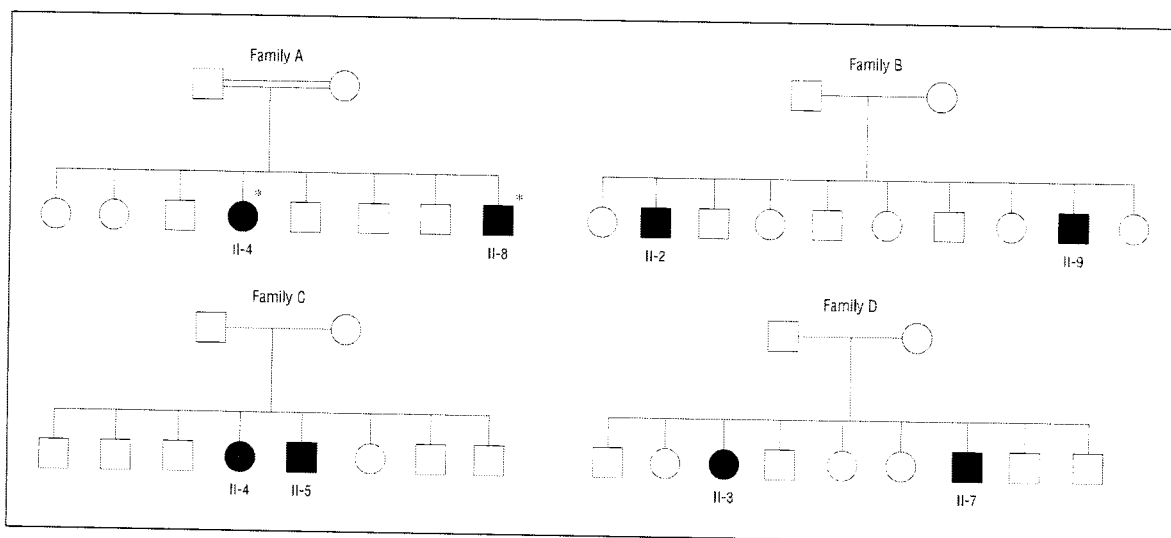 Family A
Family B
* *
II-4 II-8 II-2 II-9
Family C
Family D
II-4 II-5 II-3 II-7